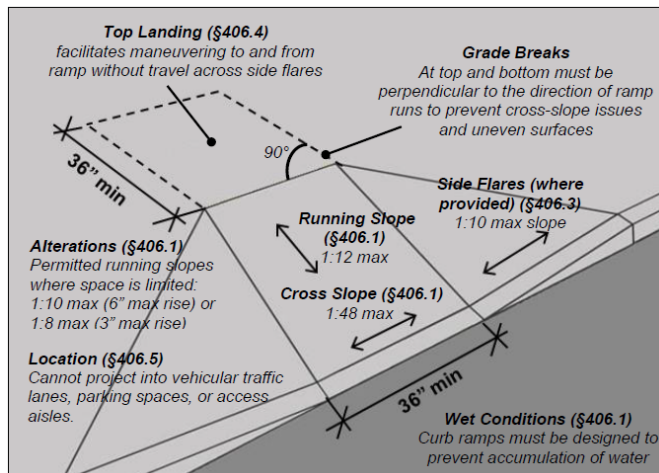 Top Landing (§406.4)
facilitates maneuvering to and from
ramp without travel across side flares
Grade Breaks
At top and bottom must be
perpendicular to the direction of ramp
runs to prevent cross-slope issues
and uneven surfaces
90°
36” min
Side Flares (where
provided) (§406.3)
1:10 max slope
Running Slope
(§406.1)
1:12 max
Alterations (§406.1)
Permitted running slopes
where space is limited:
1:10 max (6” max rise) or
1:8 max (3” max rise)
Cross Slope (§406.1)
1:48 max
Location (§406.5)
Cannot project into vehicular traffic
lanes, parking spaces, or access
aisles.
36” min
Wet Conditions (§406.1)
Curb ramps must be designed to
prevent accumulation of water